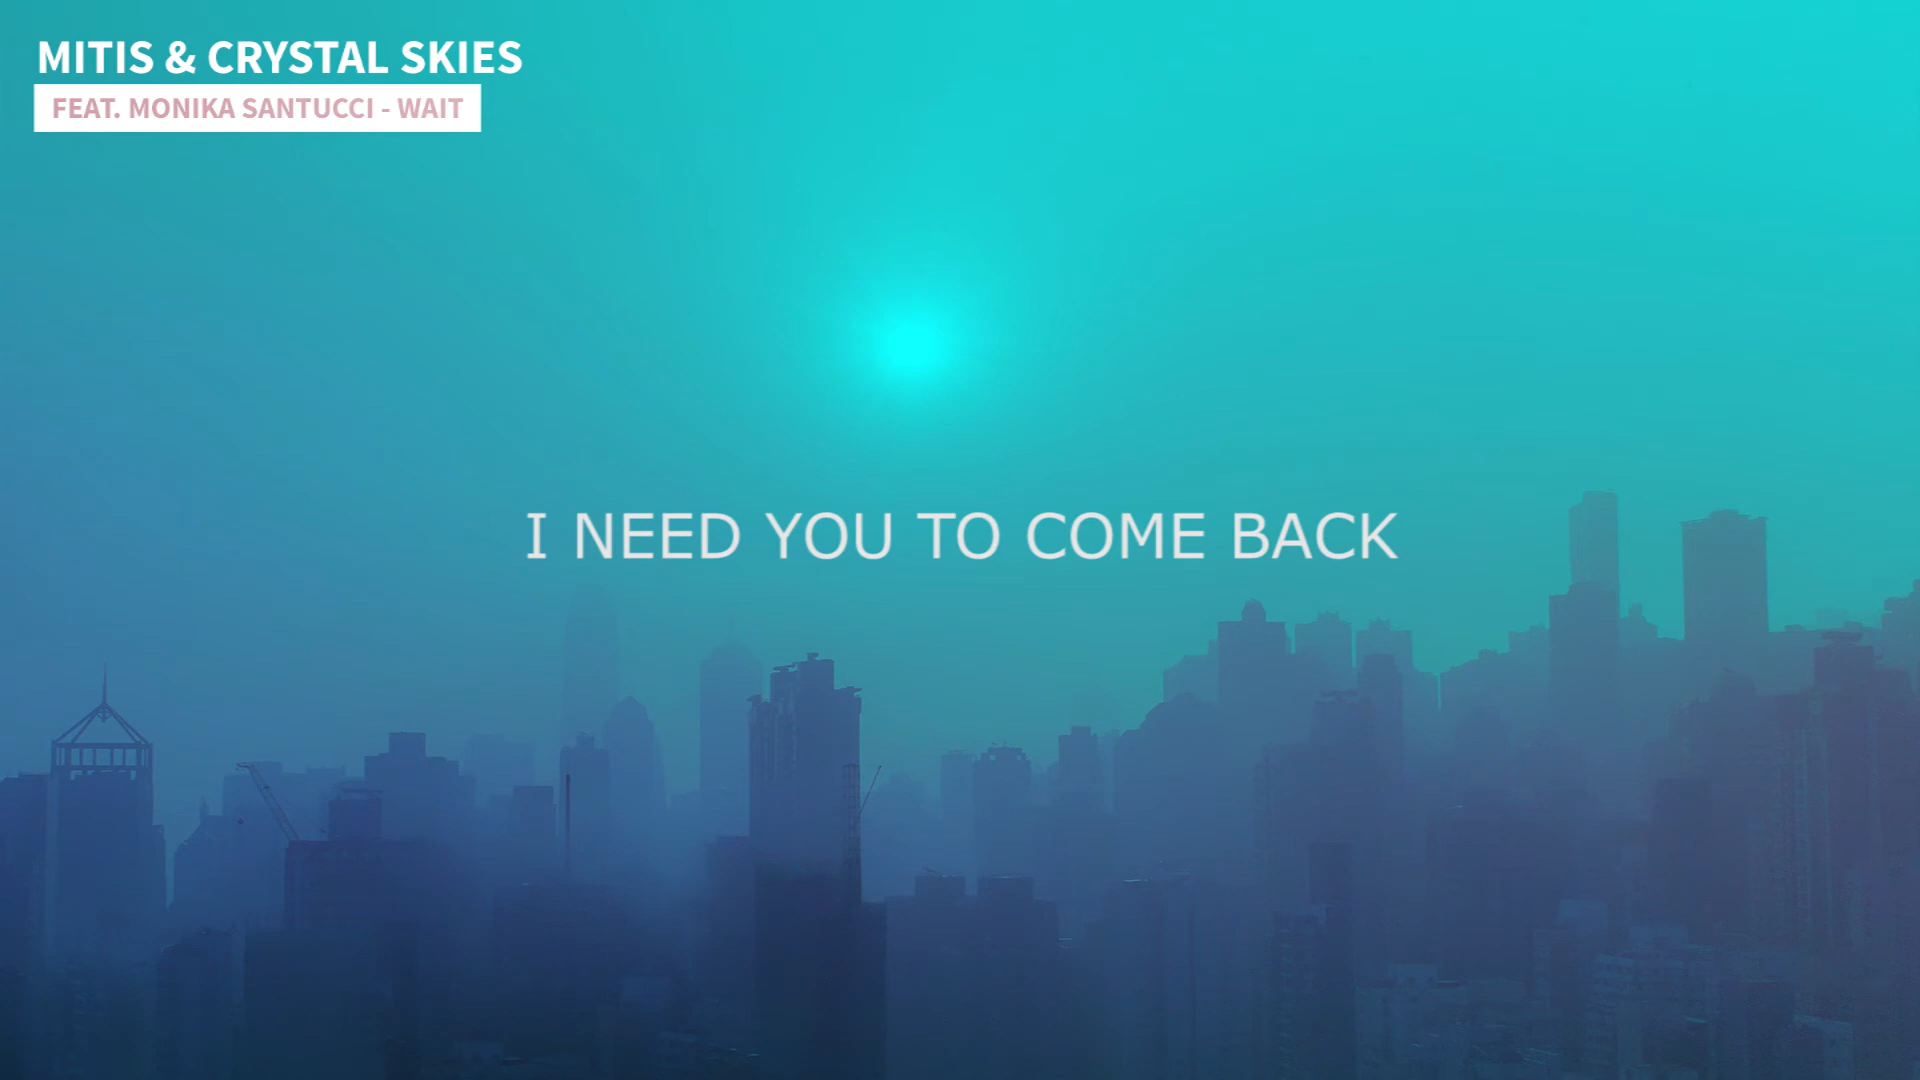 MITIS & CRYSTAL SKIES
FEAT. MONIKA SANTUCCI - WAIT
I NEED YOU TO COME BACK